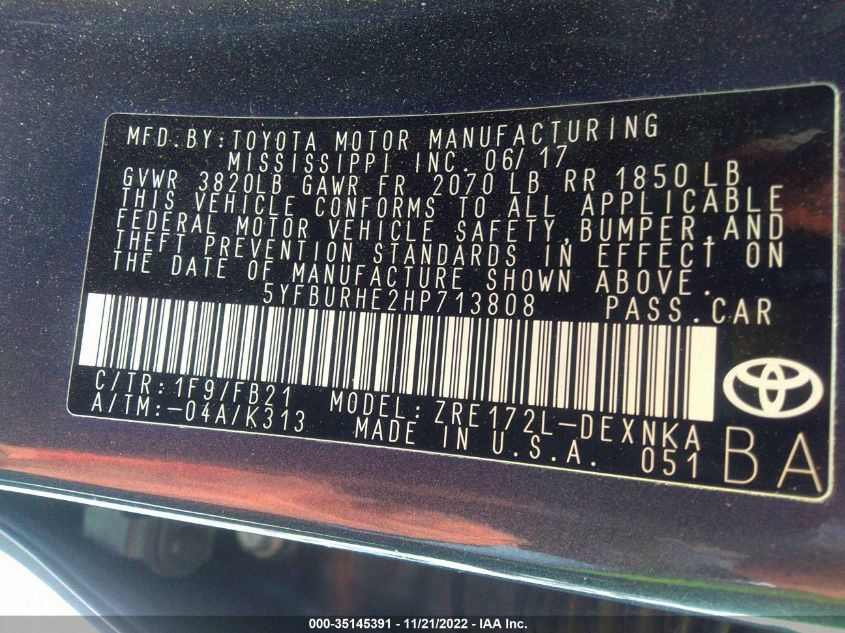 MFD.BY:TOYOTA MOTOR MANUFACTURING
MISSISSIPPI INC. 06/17
GVWR 3820LB GAWR FR 2070 LB RR 1850 LB
THIS VEHICLE CONFORMS TO ALL APPLICABLE
FEDERAL MOTOR VEHICLE SAFETY,BUMPER,AND
THEFT PREVENTION STANDARDS IN EFFECT ON
THE DATE OF MANUFACTURE SHOWN ABOVE.
5YFBURHE2HP713808 PASS.CAR
C/TR:1F9/FB21 MODEL:ZRE172L-DEXNKA
A/TM:-04A/K313 MADE IN U.S.A. 051
BA
000-35145391 - 11/21/2022 - IAA Inc.